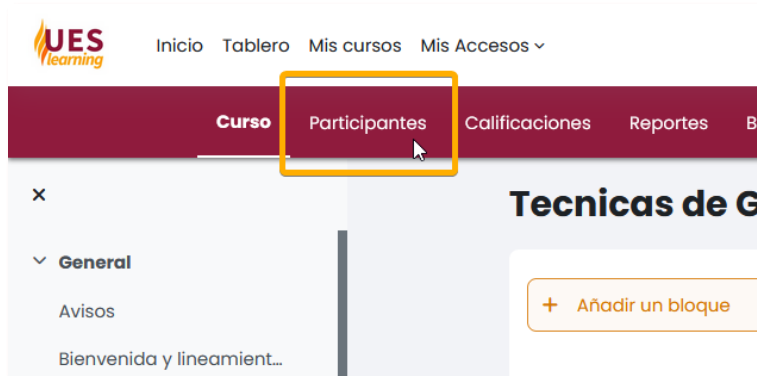 UES
learning
Inicio Tablero Mis cursos Mis Accesos
Curso Participantes Calificaciones Reportes B
Tecnicas de G
General
+ Añadir un bloque
Avisos
Bienvenida y lineamient...